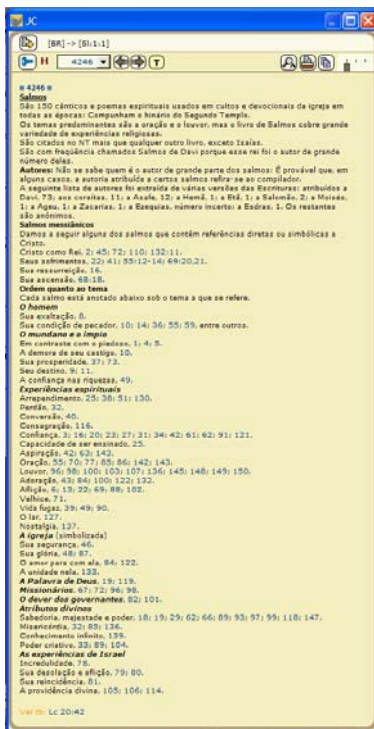 JC
[BR] -> [Sl:1:1]
H 4246 T
4246
Salmos
São 150 cânticos e poemas espirituais usados em cultos e devocionais da igreja em
todas as épocas: Compunham o hinário do Segundo Templo.
Os temas predominantes são a oração e o louvor, mas o livro de Salmos cobre grande
variedade de experiências religiosas.
São citados no NT mais que qualquer outro livro, exceto Isaías.
São com freqüência chamados Salmos de Davi porque esse rei foi o autor de grande
número deles.
Autores: Não se sabe quem é o autor de grande parte dos salmos: É provável que, em
alguns casos, a autoria atribuída a certos salmos refira-se ao compilador.
A seguinte lista de autores foi extraída de várias versões das Escrituras: atribuídos a
Davi, 73; aos coraítas, 11; a Asafe, 12; a Hemã, 1; a Etã, 1; a Salomão, 2; a Moisés,
1; a Ageu, 1; a Zacarias, 1; a Ezequias, número incerto; a Esdras, 1. Os restantes
são anônimos.
Salmos messiânicos
Damos a seguir alguns dos salmos que contêm referências diretas ou simbólicas a
Cristo.
Cristo como Rei, 2; 45; 72; 110; 132:11.
Seus sofrimentos, 22; 41; 55:12-14; 69:20,21.
Sua ressurreição, 16.
Sua ascensão, 68:18.
Ordem quanto ao tema
Cada salmo está anotado abaixo sob o tema a que se refere.
O homem
Sua exaltação, 8.
Sua condição de pecador, 10; 14; 36; 55; 59, entre outros.
O mundano e o ímpio
Em contraste com o piedoso, 1; 4; 5.
A demora de seu castigo, 10.
Sua prosperidade, 37; 73.
Seu destino, 9; 11.
A confiança nas riquezas, 49.
Experiências espirituais
Arrependimento, 25; 38; 51; 130.
Perdão, 32.
Conversão, 40.
Consagração, 116.
Confiança, 3; 16; 20; 23; 27; 31; 34; 42; 61; 62; 91; 121.
Capacidade de ser ensinado, 25.
Aspiração, 42; 63; 143.
Oração, 55; 70; 77; 85; 86; 142; 143.
Louvor, 96; 98; 100; 103; 107; 136; 145; 148; 149; 150.
Adoração, 43; 84; 100; 122; 132.
Aflição, 6; 13; 22; 69; 88; 102.
Velhice, 71.
Vida fugaz, 39; 49; 90.
O lar, 127.
Nostalgia, 137.
A igreja (simbolizada)
Sua segurança, 46.
Sua glória, 48; 87.
O amor para com ela, 84; 122.
A unidade nela, 133.
A Palavra de Deus, 19; 119.
Missionários, 67; 72; 96; 98.
O dever dos governantes, 82; 101.
Atributos divinos
Sabedoria, majestade e poder, 18; 19; 29; 62; 66; 89; 93; 97; 99; 118; 147.
Misericórdia, 32; 85; 136.
Conhecimento infinito, 139.
Poder criativo, 33; 89; 104.
As experiências de Israel
Incredulidade, 78.
Sua desolação e aflição, 79; 80.
Sua reincidência, 81.
A providência divina, 105; 106; 114.
Ver tb: Lc 20:42